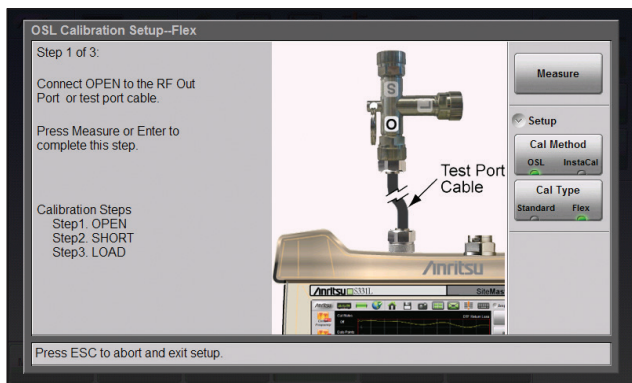 OSL Calibration Setup--Flex
Step 1 of 3:
Connect OPEN to the RF Out
Port or test port cable.
Press Measure or Enter to
complete this step.
Calibration Steps
Step1. OPEN
Step2. SHORT
Step3. LOAD
S
L
O
Test Port
Cable
Anritsu
Anritsu S331L
SiteMas
Measure
Setup
Cal Method
OSL InstaCal
Cal Type
Standard Flex
Press ESC to abort and exit setup.